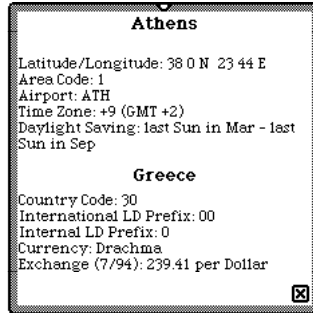 Athens
Latitude/Longitude: 38 0 N  23 44 E
Area Code: 1
Airport: ATH
Time Zone: +9 (GMT +2)
Daylight Saving: last Sun in Mar - last
Sun in Sep
Greece
Country Code: 30
International LD Prefix: 00
Internal LD Prefix: 0
Currency: Drachma
Exchange (7/94): 239.41 per Dollar